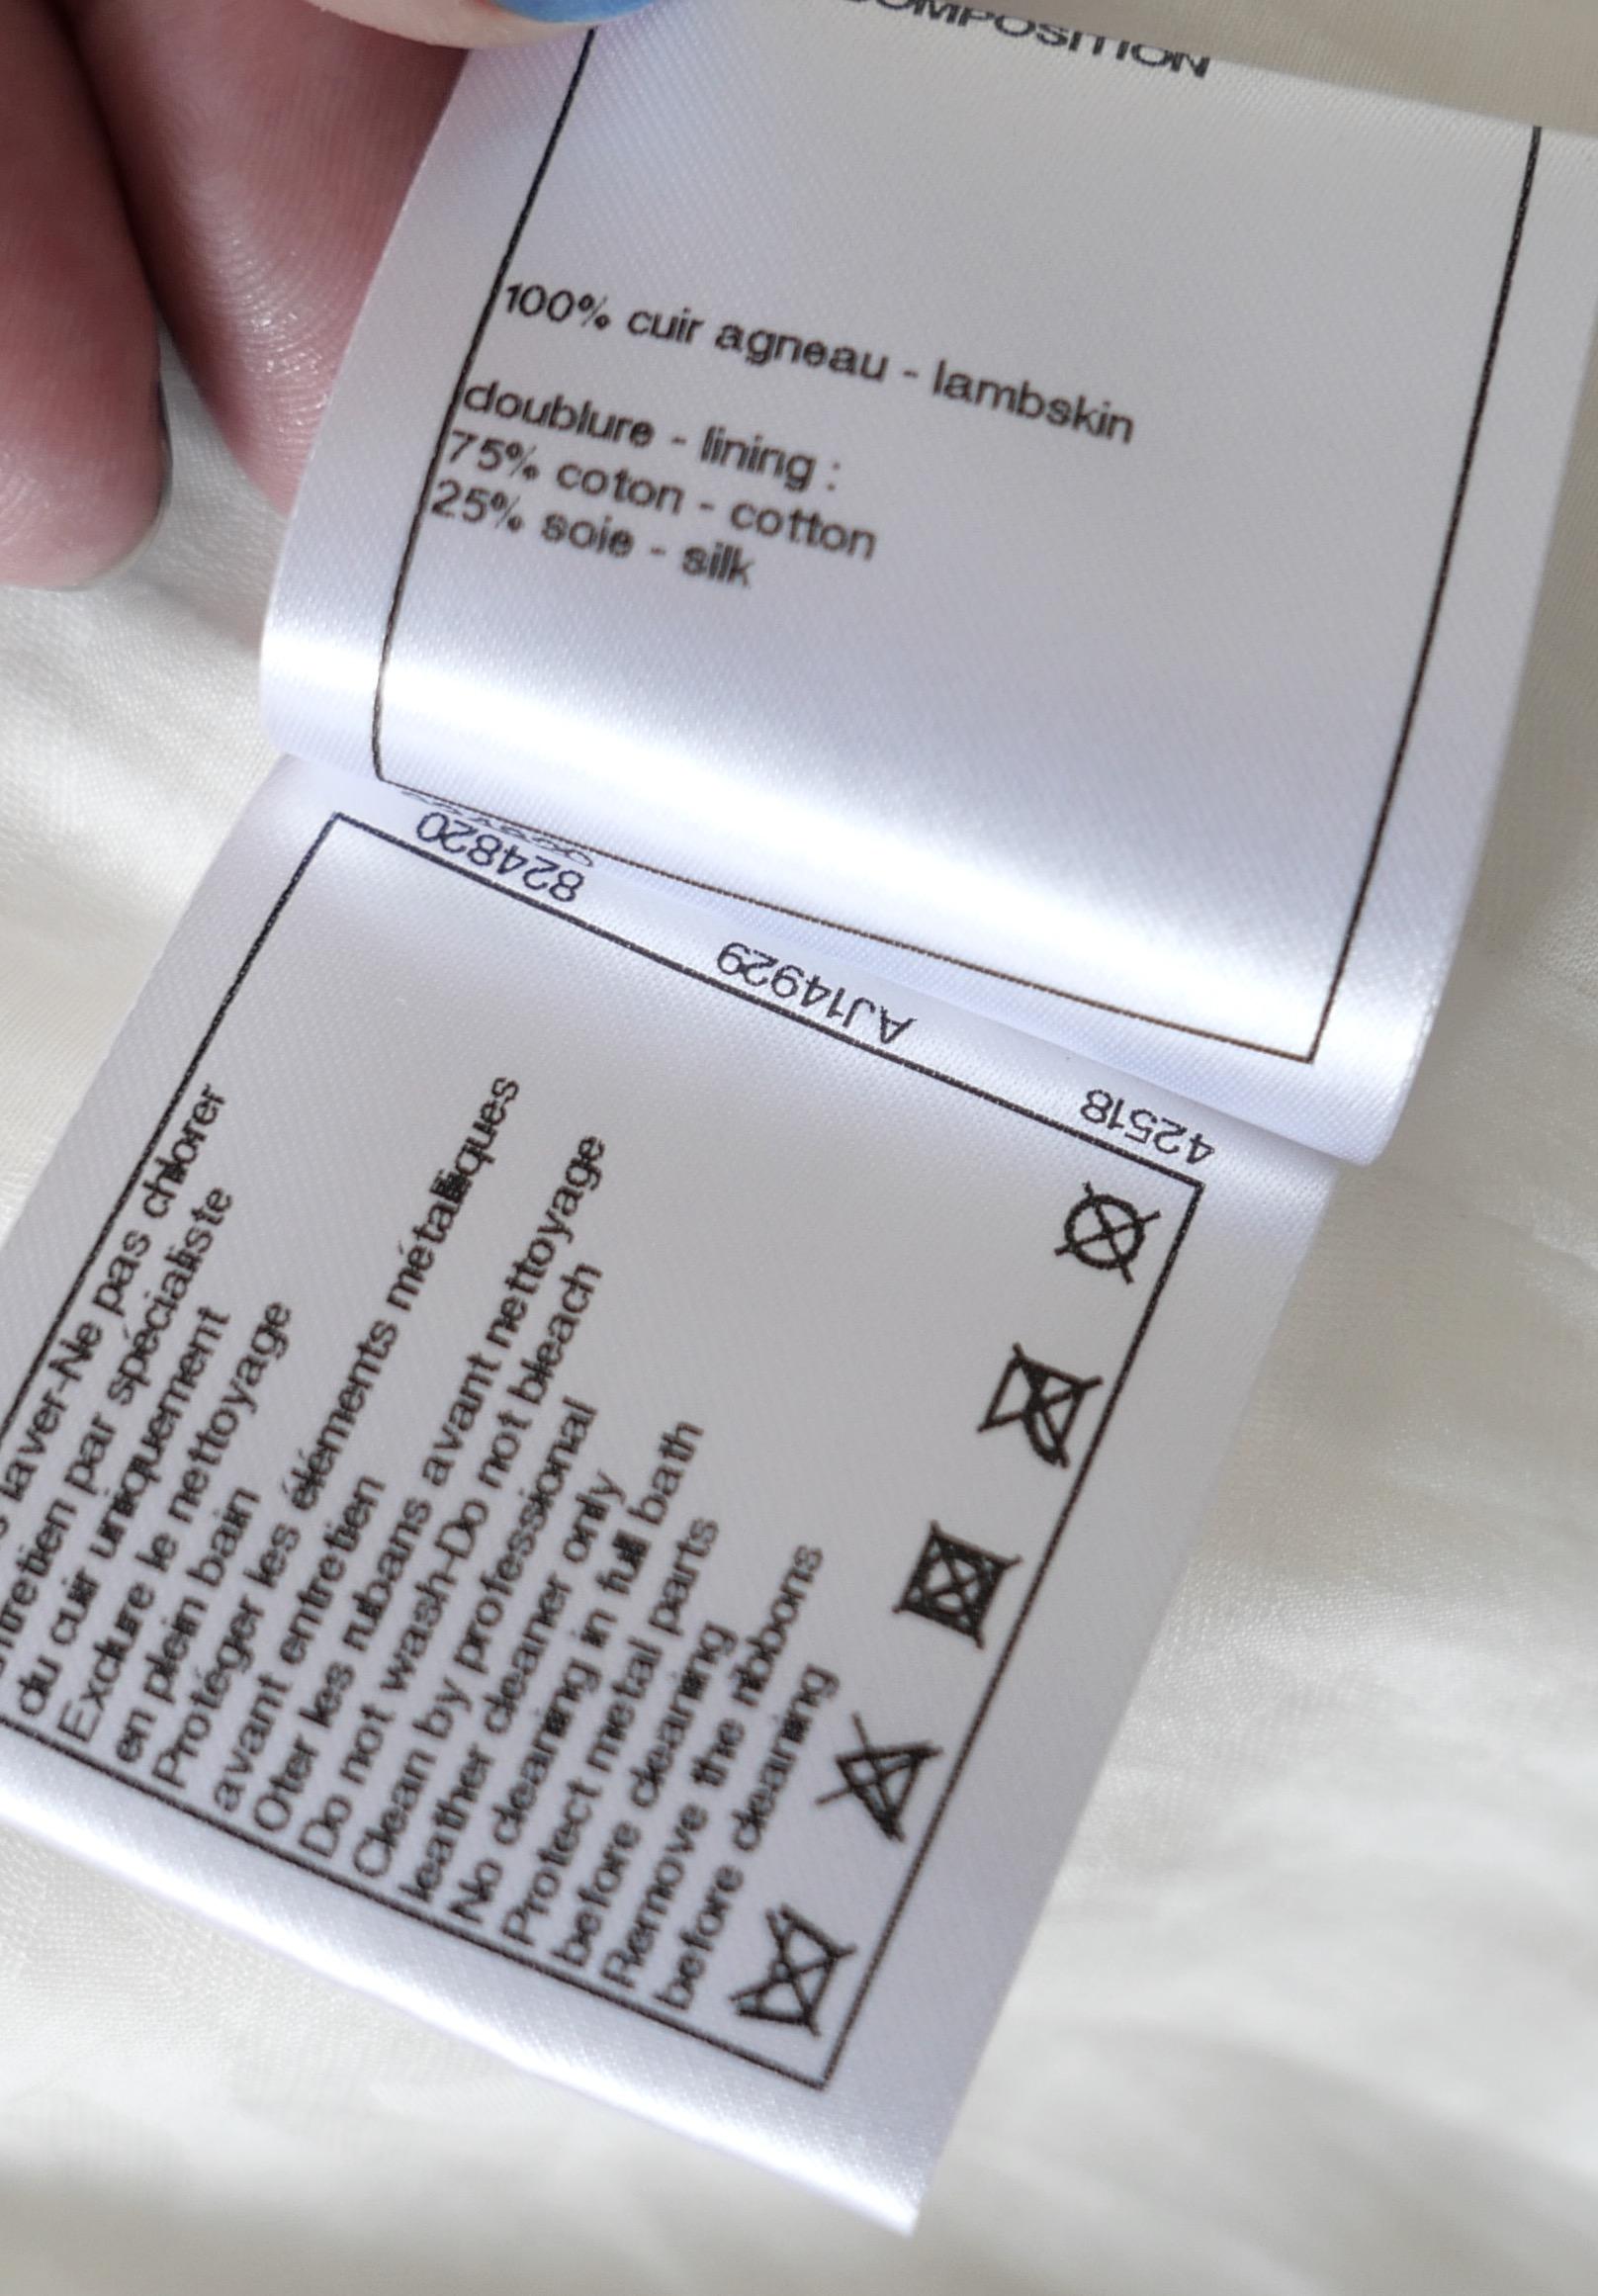 COMPOSITION
100% cuir agneau - lambskin
doublure - lining :
75% coton - cotton
25% soie - silk
42518 AJ14929 824820
laver-Ne pas chlorer
par spécialiste
du cuir uniquement
Exclure le nettoyage
en plein bain
Protéger les éléments métalliques
avant entretien
Oter les rubans avant nettoyage
Do not wash-Do not bleach
Clean by professional
leather cleaner only
No cleaning in full bath
Protect metal parts
before cleaning
Remove the ribbons
before cleaning